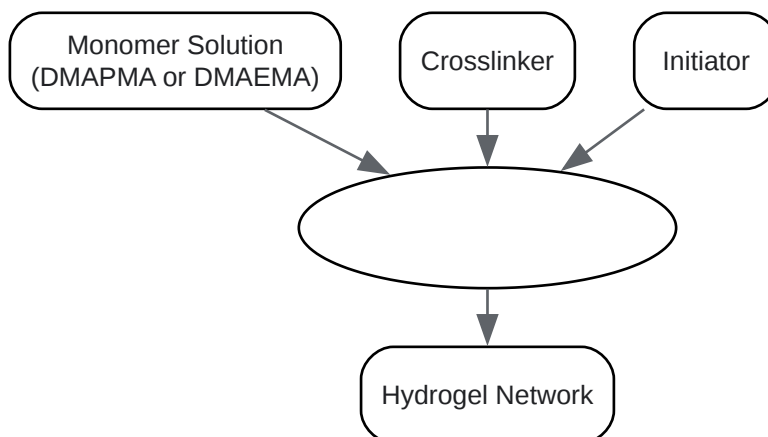 Monomer Solution
(DMAPMA or DMAEMA)
Crosslinker
Initiator
Hydrogel Network